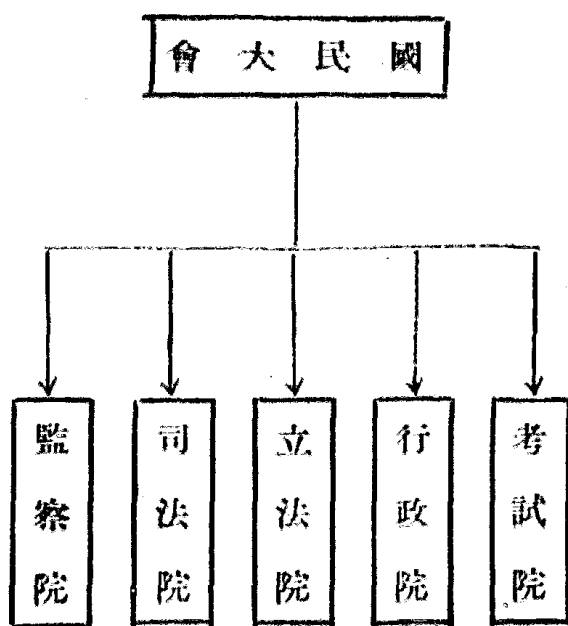 國民大會
考試院
行政院
立法院
司法院
監察院